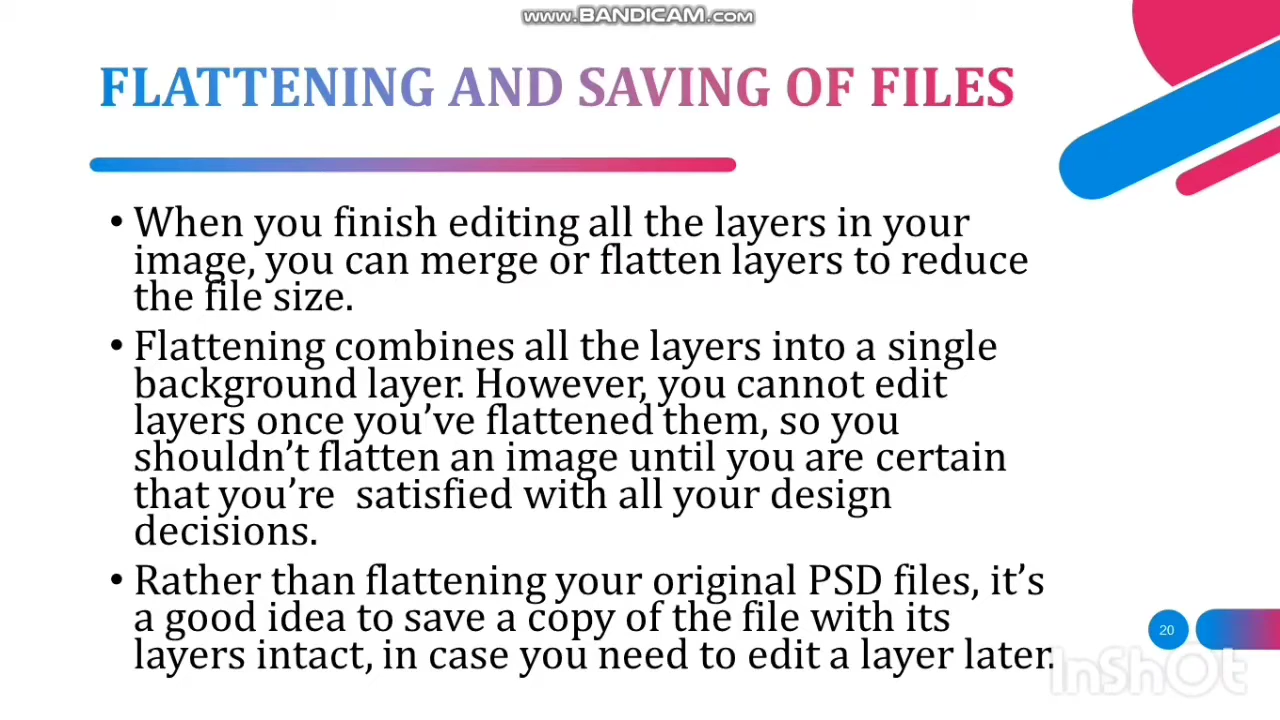 www.BANDICAM.com
FLATTENING AND SAVING OF FILES
• When you finish editing all the layers in your
image, you can merge or flatten layers to reduce
the file size.
• Flattening combines all the layers into a single
background layer. However, you cannot edit
layers once you’ve flattened them, so you
shouldn’t flatten an image until you are certain
that you’re  satisfied with all your design
decisions.
• Rather than flattening your original PSD files, it’s
a good idea to save a copy of the file with its
layers intact, in case you need to edit a layer later.
20
InShOt